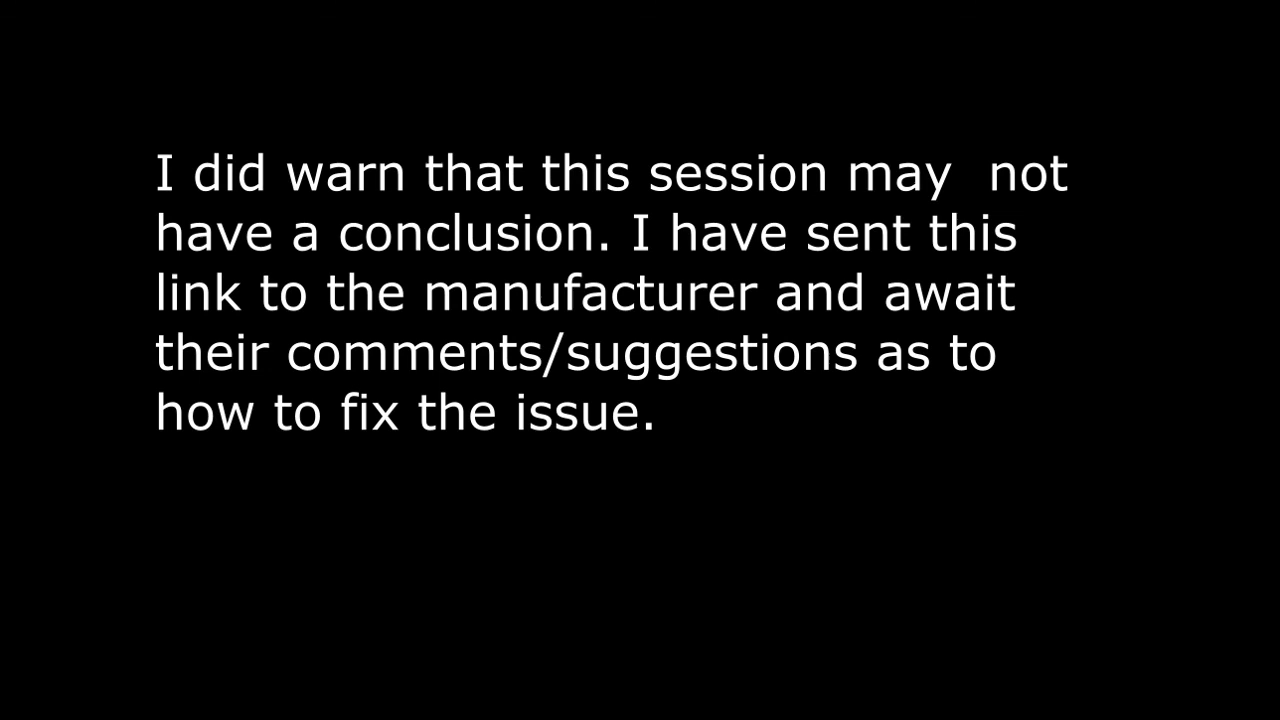 I did warn that this session may  not
have a conclusion. I have sent this
link to the manufacturer and await
their comments/suggestions as to
how to fix the issue.